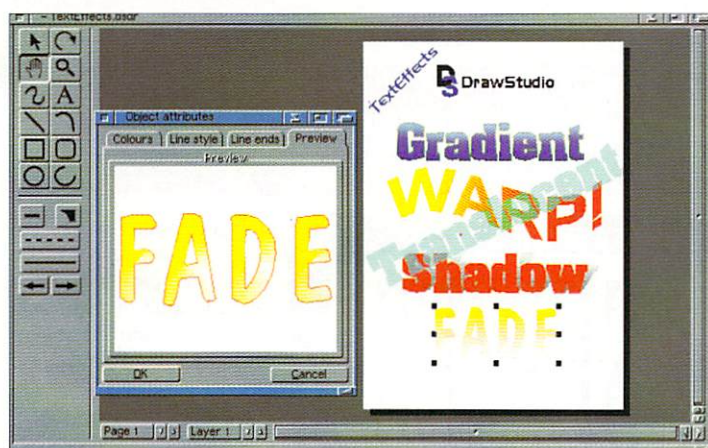 TextEffects.dsdr
Object attributes
Colours
Line style
Line ends
Preview
Preview
FADE
OK
Cancel
TextEffects
DS DrawStudio
Gradient
WARP!
Translucent
Shadow
FADE
Page 1
Layer 1
A